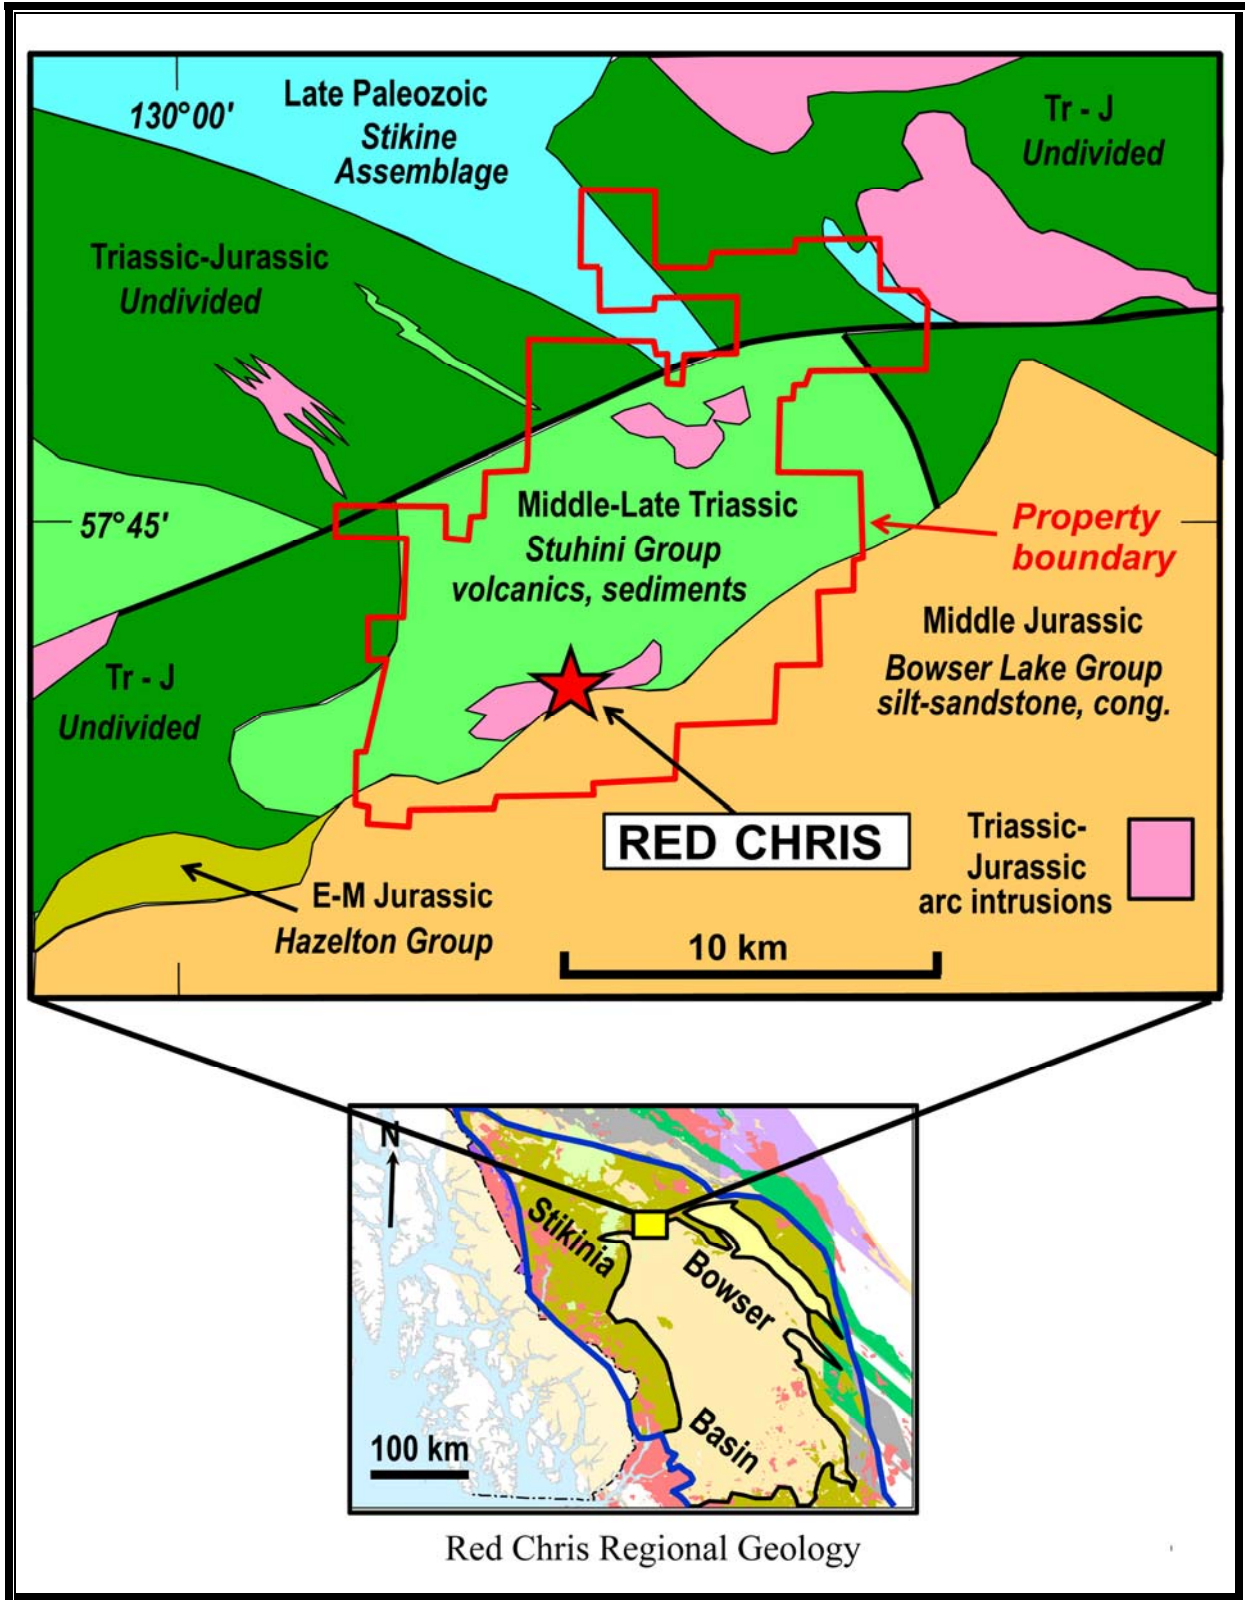 130°00'
Late Paleozoic
Stikine
Assemblage
Tr - J
Undivided
Triassic-Jurassic
Undivided
57°45'
Middle-Late Triassic
Stuhini Group
volcanics, sediments
Property
boundary
Middle Jurassic
Bowser Lake Group
silt-sandstone, cong.
Tr - J
Undivided
RED CHRIS
Triassic-
Jurassic
arc intrusions
E-M Jurassic
Hazelton Group
10 km
N
Stikinia
Bowser
Basin
100 km
Red Chris Regional Geology